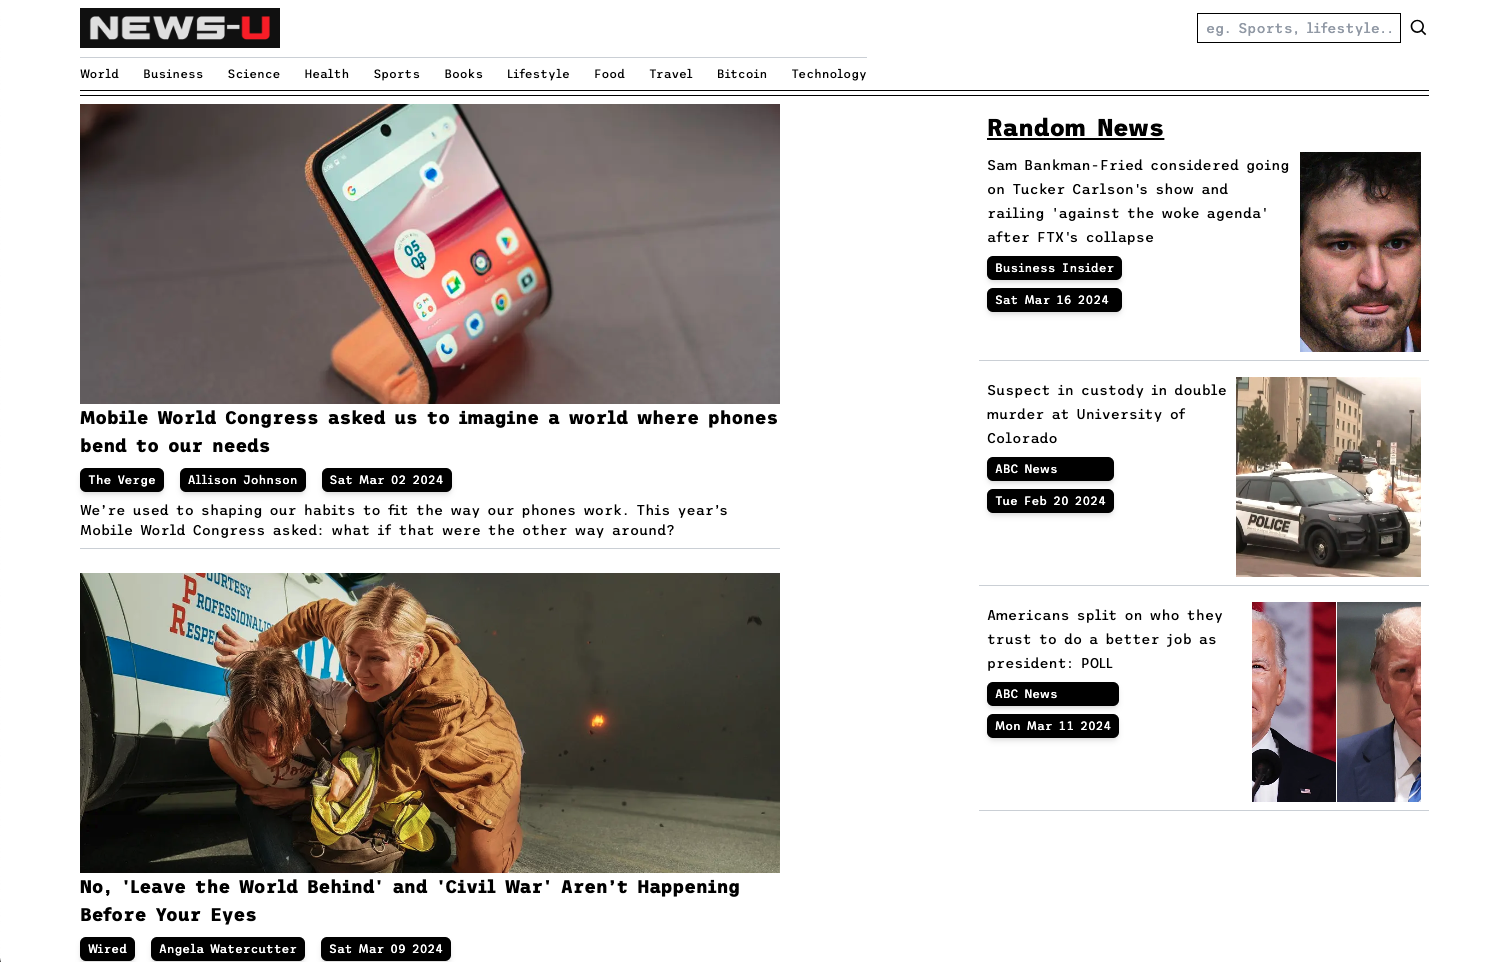 NEWS-U
eg. Sports, lifestyle..
World Business Science Health Sports Books Lifestyle Food Travel Bitcoin Technology
05
08
Mobile World Congress asked us to imagine a world where phones
bend to our needs
The Verge Allison Johnson Sat Mar 02 2024
We’re used to shaping our habits to fit the way our phones work. This year’s
Mobile World Congress asked: what if that were the other way around?
OURTESY
PROFESSIONALIS
RESPE
No, 'Leave the World Behind' and 'Civil War' Aren’t Happening
Before Your Eyes
Wired Angela Watercutter Sat Mar 09 2024
Random News
Sam Bankman-Fried considered going
on Tucker Carlson's show and
railing 'against the woke agenda'
after FTX's collapse
Business Insider
Sat Mar 16 2024
Suspect in custody in double
murder at University of
Colorado
ABC News
Tue Feb 20 2024
POLICE
Americans split on who they
trust to do a better job as
president: POLL
ABC News
Mon Mar 11 2024